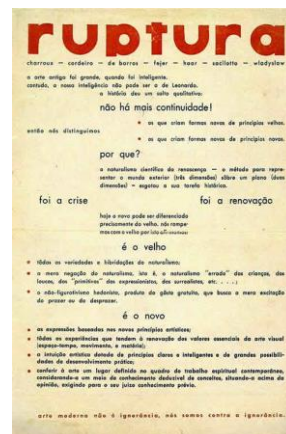 ruptura
charroux — cordeiro — de barros — fejer — haar — sacilotto — wladyslaw
a arte antiga foi grande, quando foi inteligente.
contudo, a nossa inteligência não pode ser a de Leonardo.
a história deu um salto qualitativo:
não há mais continuidade!
• os que criam formas novas de princípios velhos.
então nós distinguimos
• os que criam formas novas de princípios novos.
por que?
o naturalismo científico da renascença — o método para repre-
sentar o mundo exterior (três dimensões) sôbre um plano (duas
dimensões) — esgotou a sua tarefa histórica.
foi a crise foi a renovação
hoje o novo pode ser diferenciado
precisamente do velho. nós rompe-
mos com o velho por isto afirmamos:
é o velho
• tôdas as variedades e hibridações do naturalismo;
• a mera negação do naturalismo, isto é, o naturalismo "errado" das crianças, dos
loucos, dos "primitivos" dos expressionistas, dos surrealistas, etc. . . . ;
• o não-figurativismo hedonista, produto do gôsto gratuito, que busca a mera excitação
do prazer ou do desprazer.
é o novo
• as expressões baseadas nos novos princípios artísticos;
• tôdas as experiências que tendem à renovação dos valores essenciais da arte visual
(espaço-tempo, movimento, e matéria);
• a intuição artística dotada de princípios claros e inteligentes e de grandes possibili-
dades de desenvolvimento prático;
• conferir à arte um lugar definido no quadro do trabalho espiritual contemporâneo,
considerando-a um meio de conhecimento deduzível de conceitos, situando-a acima da
opinião, exigindo para o seu juízo conhecimento prévio.
arte moderna não é ignorância, nós somos contra a ignorância.